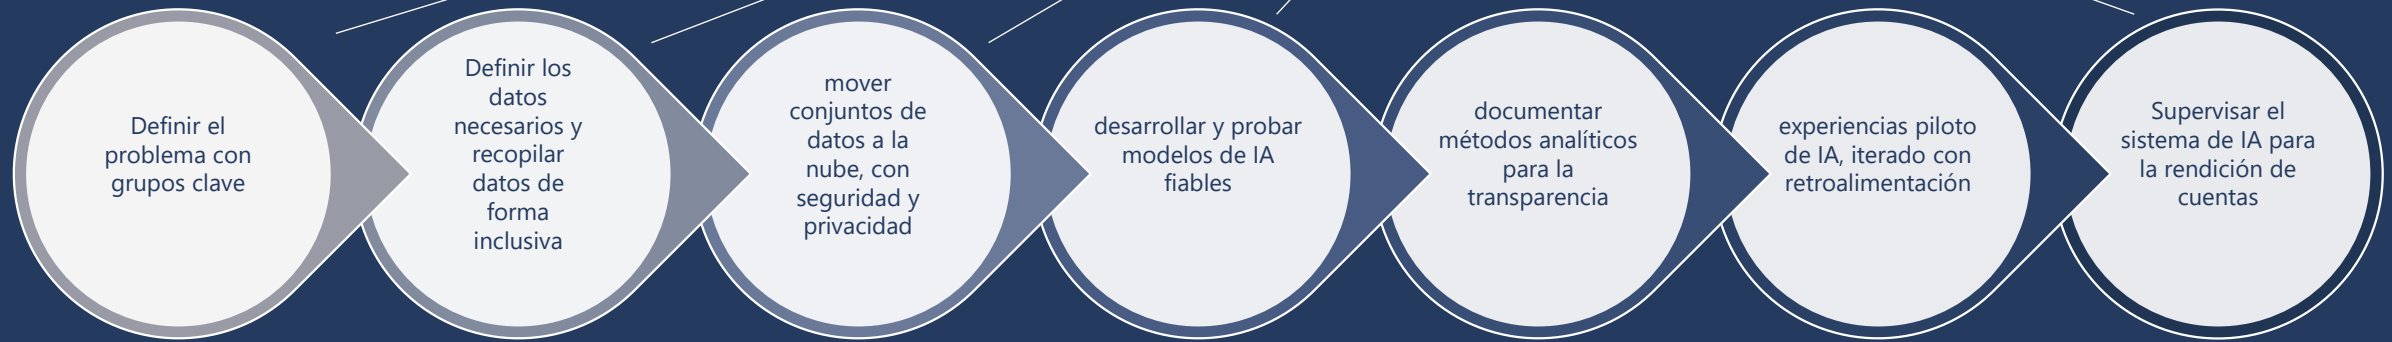 Definir el
problema con
grupos clave
Definir los
datos
necesarios y
recopilar
datos de
forma
inclusiva
mover
conjuntos de
datos a la
nube, con
seguridad y
privacidad
desarrollar y probar
modelos de IA
fiables
documentar
métodos analíticos
para la
transparencia
experiencias piloto
de IA, iterado con
retroalimentación
Supervisar el
sistema de IA para
la rendición de
cuentas